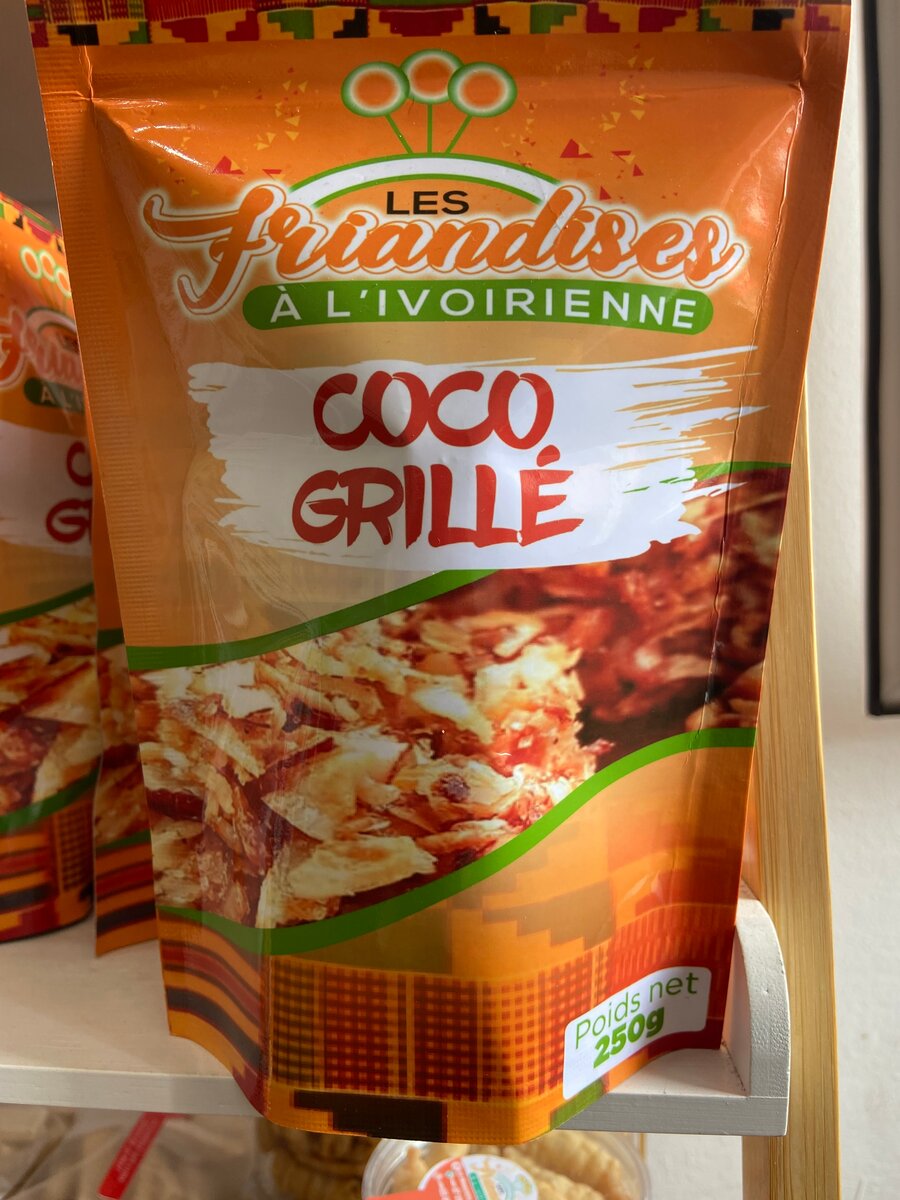 LES
Friandises
À L'IVOIRIENNE
COCO
GRILLÉ
Poids net
250g